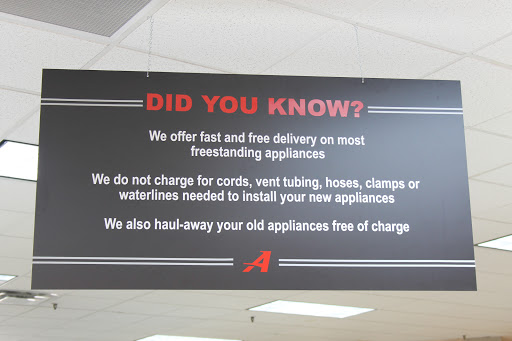 DID YOU KNOW?
We offer fast and free delivery on most
freestanding appliances
We do not charge for cords, vent tubing, hoses, clamps or
waterlines needed to install your new appliances
We also haul-away your old appliances free of charge
A